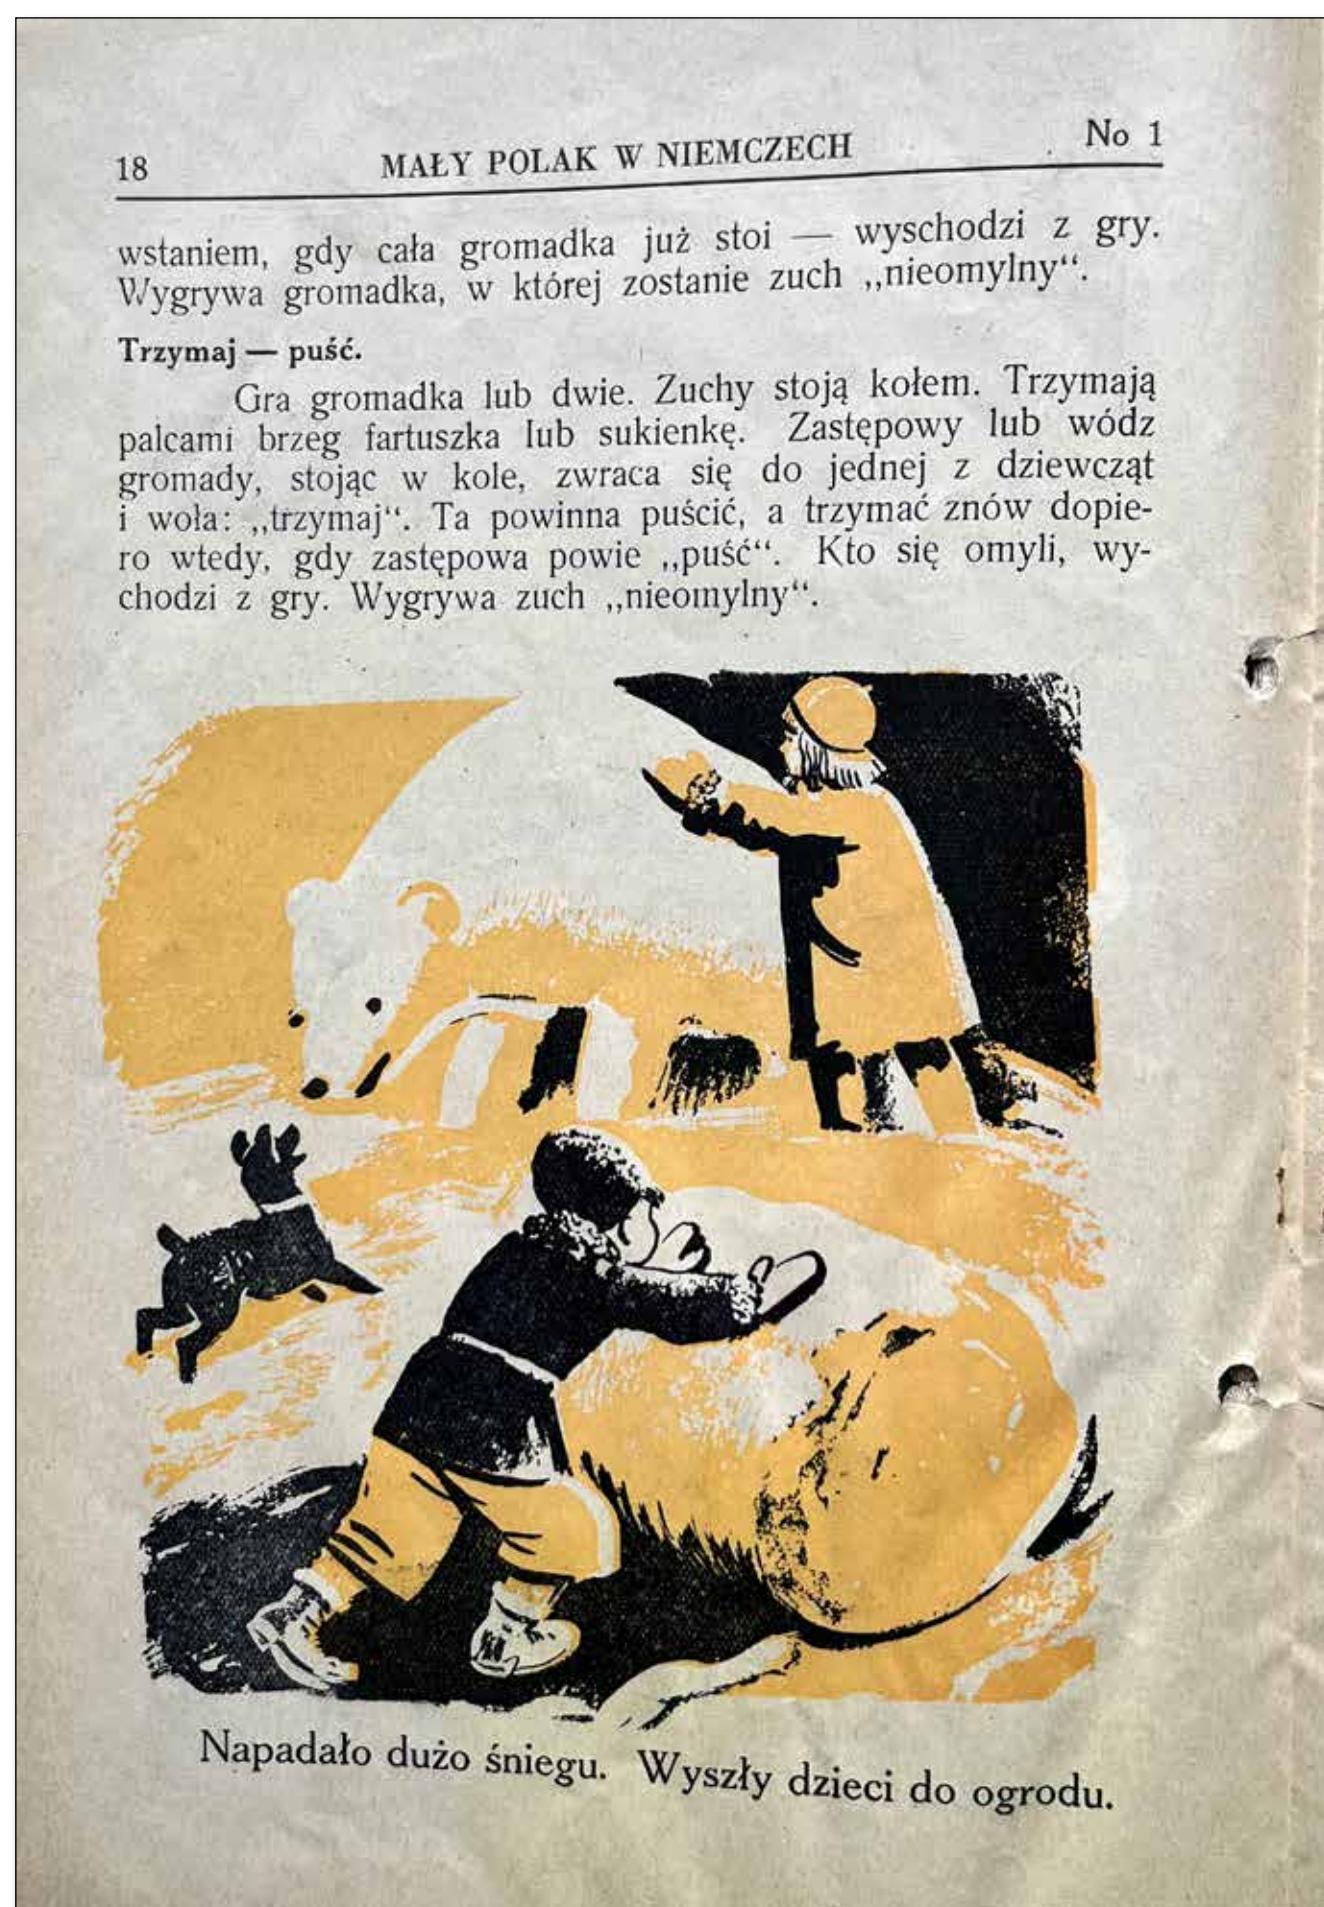 18 MAŁY POLAK W NIEMCZECH No 1
wstaniem, gdy cała gromadka już stoi — wyschodzi z gry.
Wygrywa gromadka, w której zostanie zuch „nieomylny“.
Trzymaj — puść.
Gra gromadka lub dwie. Zuchy stoją kołem. Trzymają
palcami brzeg fartuszka lub sukienkę. Zastępowy lub wódz
gromady, stojąc w kole, zwraca się do jednej z dziewcząt
i woła: „trzymaj“. Ta powinna puścić, a trzymać znów dopie-
ro wtedy, gdy zastępowa powie „puść“. Kto się omyli, wy-
chodzi z gry. Wygrywa zuch „nieomylny“.
Napadało dużo śniegu. Wyszły dzieci do ogrodu.